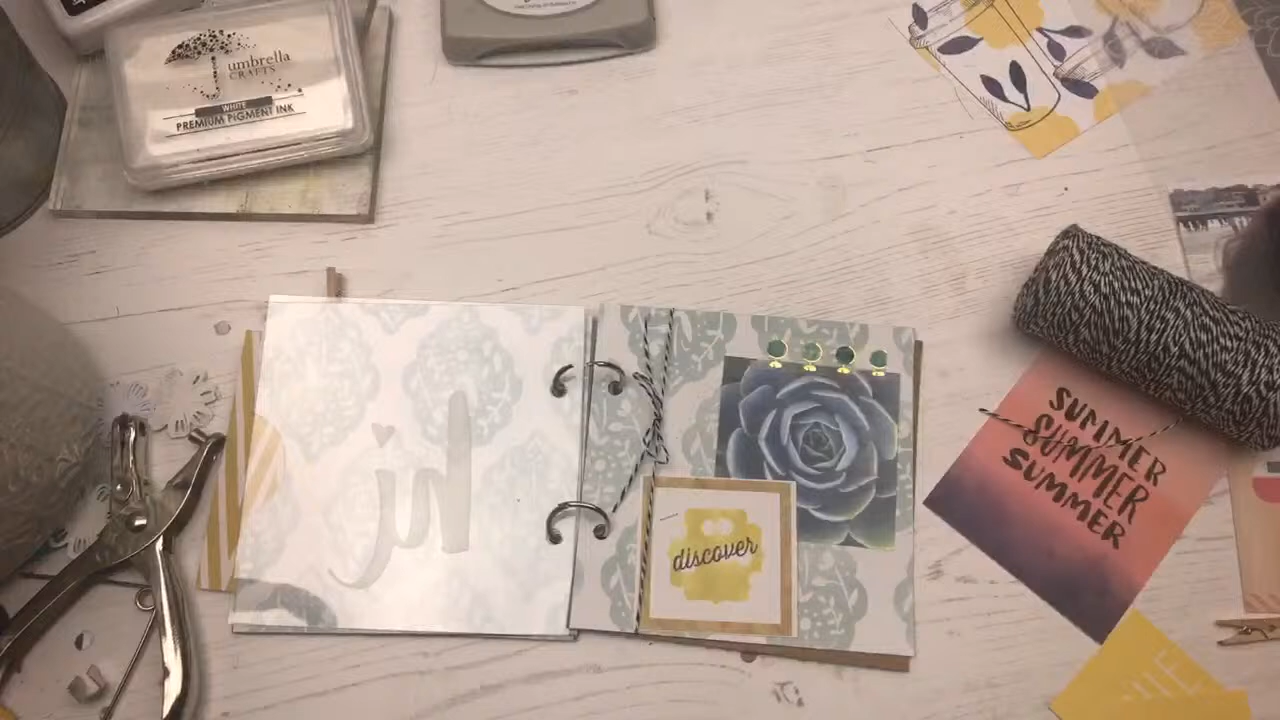 umbrella
CRAFTS
WHITE
PREMIUM PIGMENT INK
discover
SUMMER
SUMMER
SUMMER